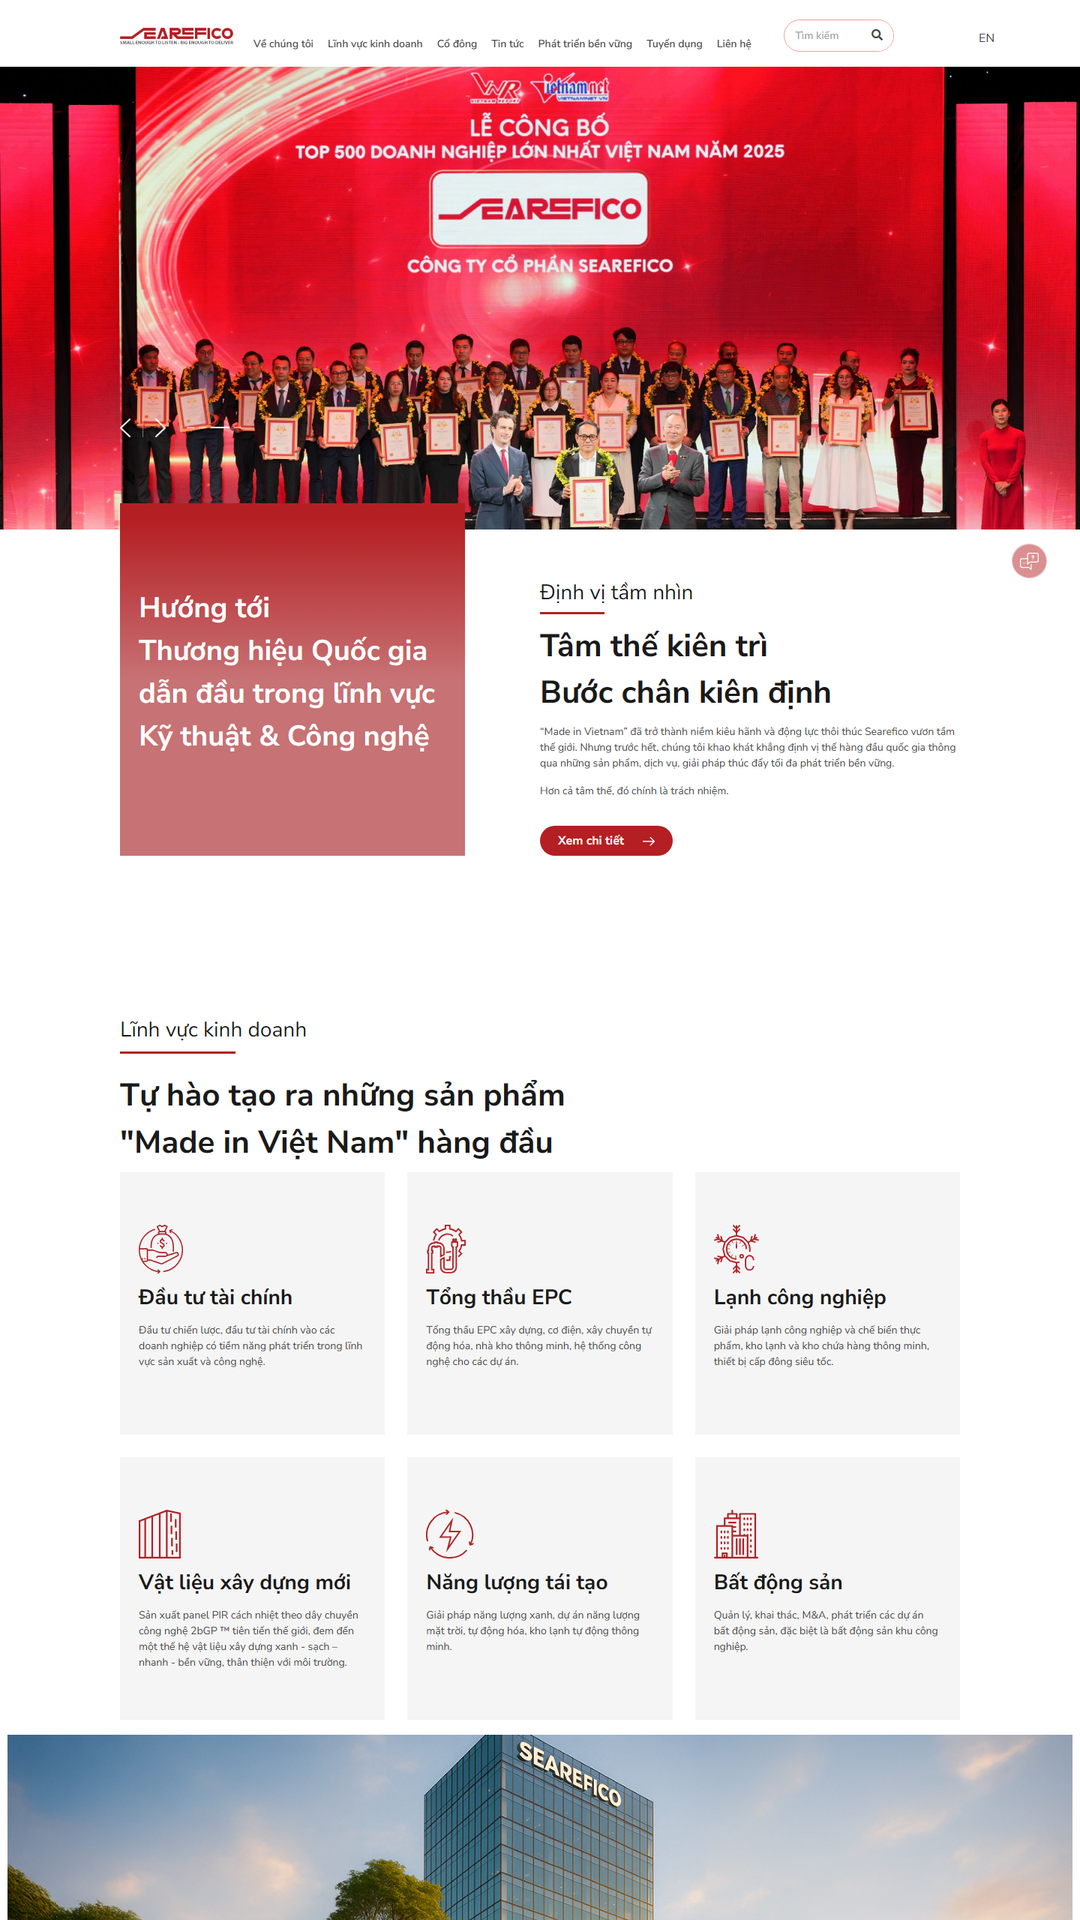 SEAREFICO
SMALL ENOUGH TO LISTEN - BIG ENOUGH TO DELIVER
Về chúng tôi
Lĩnh vực kinh doanh
Cổ đông
Tin tức
Phát triển bền vững
Tuyển dụng
Liên hệ
Tìm kiếm
EN
VNR
VIETNAM REPORT
Vietnamnet
VIETNAMNET.VN
LỄ CÔNG BỐ
TOP 500 DOANH NGHIỆP LỚN NHẤT VIỆT NAM NĂM 2025
SEAREFICO
CÔNG TY CỔ PHẦN SEAREFICO
Hướng tới
Thương hiệu Quốc gia
dẫn đầu trong lĩnh vực
Kỹ thuật & Công nghệ
Định vị tầm nhìn
Tâm thế kiên trì
Bước chân kiên định
“Made in Vietnam” đã trở thành niềm kiêu hãnh và động lực thôi thúc Searefico vươn tầm
thế giới. Nhưng trước hết, chúng tôi khao khát khẳng định vị thế hàng đầu quốc gia thông
qua những sản phẩm, dịch vụ, giải pháp thúc đẩy tối đa phát triển bền vững.
Hơn cả tâm thế, đó chính là trách nhiệm.
Xem chi tiết
Lĩnh vực kinh doanh
Tự hào tạo ra những sản phẩm
"Made in Việt Nam" hàng đầu
Đầu tư tài chính
Đầu tư chiến lược, đầu tư tài chính vào các
doanh nghiệp có tiềm năng phát triển trong lĩnh
vực sản xuất và công nghệ.
Tổng thầu EPC
Tổng thầu EPC xây dựng, cơ điện, xây chuyền tự
động hóa, nhà kho thông minh, hệ thống công
nghệ cho các dự án.
Lạnh công nghiệp
Giải pháp lạnh công nghiệp và chế biến thực
phẩm, kho lạnh và kho chứa hàng thông minh,
thiết bị cấp đông siêu tốc.
Vật liệu xây dựng mới
Sản xuất panel PIR cách nhiệt theo dây chuyền
công nghệ 2bGP ™ tiên tiến thế giới, đem đến
một thế hệ vật liệu xây dựng xanh - sạch –
nhanh - bền vững, thân thiện với môi trường.
Năng lượng tái tạo
Giải pháp năng lượng xanh, dự án năng lượng
mặt trời, tự động hóa, kho lạnh tự động thông
minh.
Bất động sản
Quản lý, khai thác, M&A, phát triển các dự án
bất động sản, đặc biệt là bất động sản khu công
nghiệp.
SEAREFICO